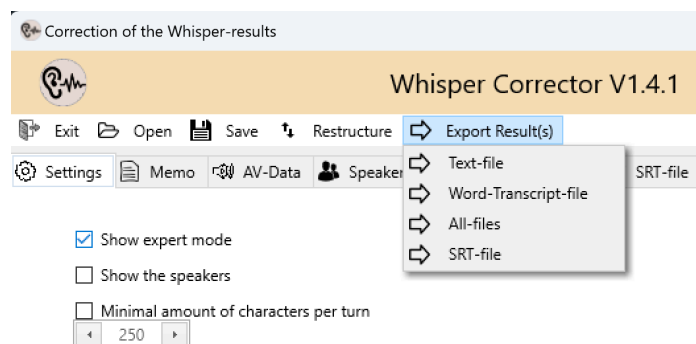 Correction of the Whisper-results
Whisper Corrector V1.4.1
Exit Open Save Restructure Export Result(s)
Settings Memo AV-Data Speaker SRT-file
Text-file
Word-Transcript-file
All-files
SRT-file
Show expert mode
Show the speakers
Minimal amount of characters per turn
250